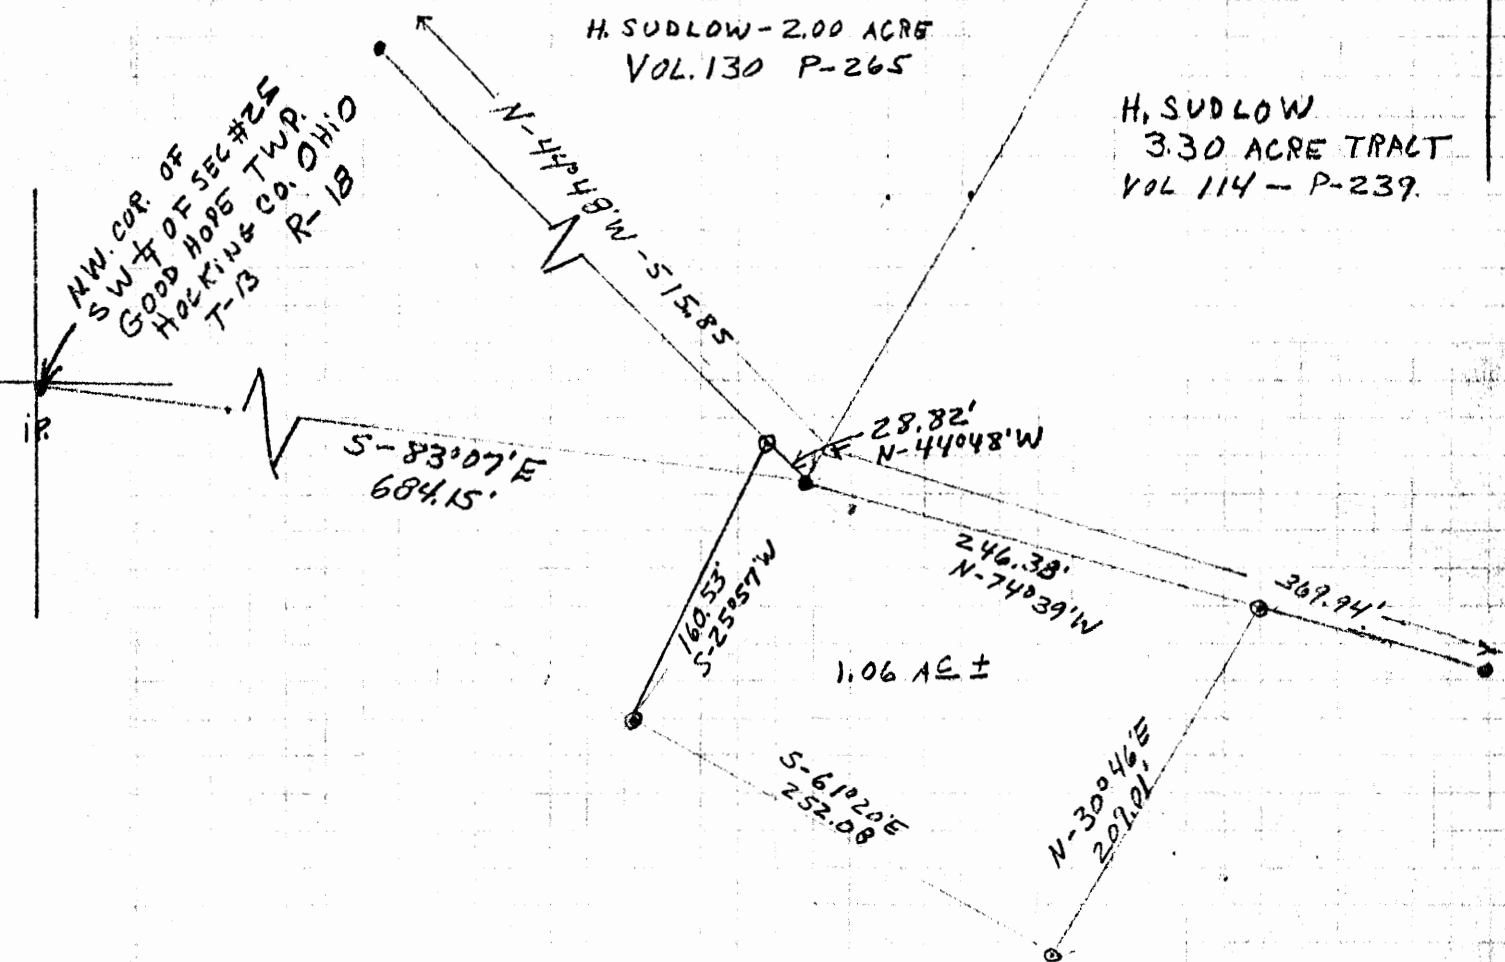 H. SUDLOW - 2.00 ACRE
VOL. 130 P-265
H. SUDLOW
3.30 ACRE TRACT
VOL 114 - P-239.
N.W. COR. OF
SW ¼ OF SEC #25
GOOD HOPE TWP.
HOCKING CO. OHIO
T-13 R-18
N-44°48'W - 515.85
iP.
S-83°07'E
684.15'
28.82'
N-44°48'W
246.38'
N-74°39'W
369.94'
160.53'
S-25°57'W
1.06 AC ±
S-61°20'E
252.08
N-30°46'E
209.01'